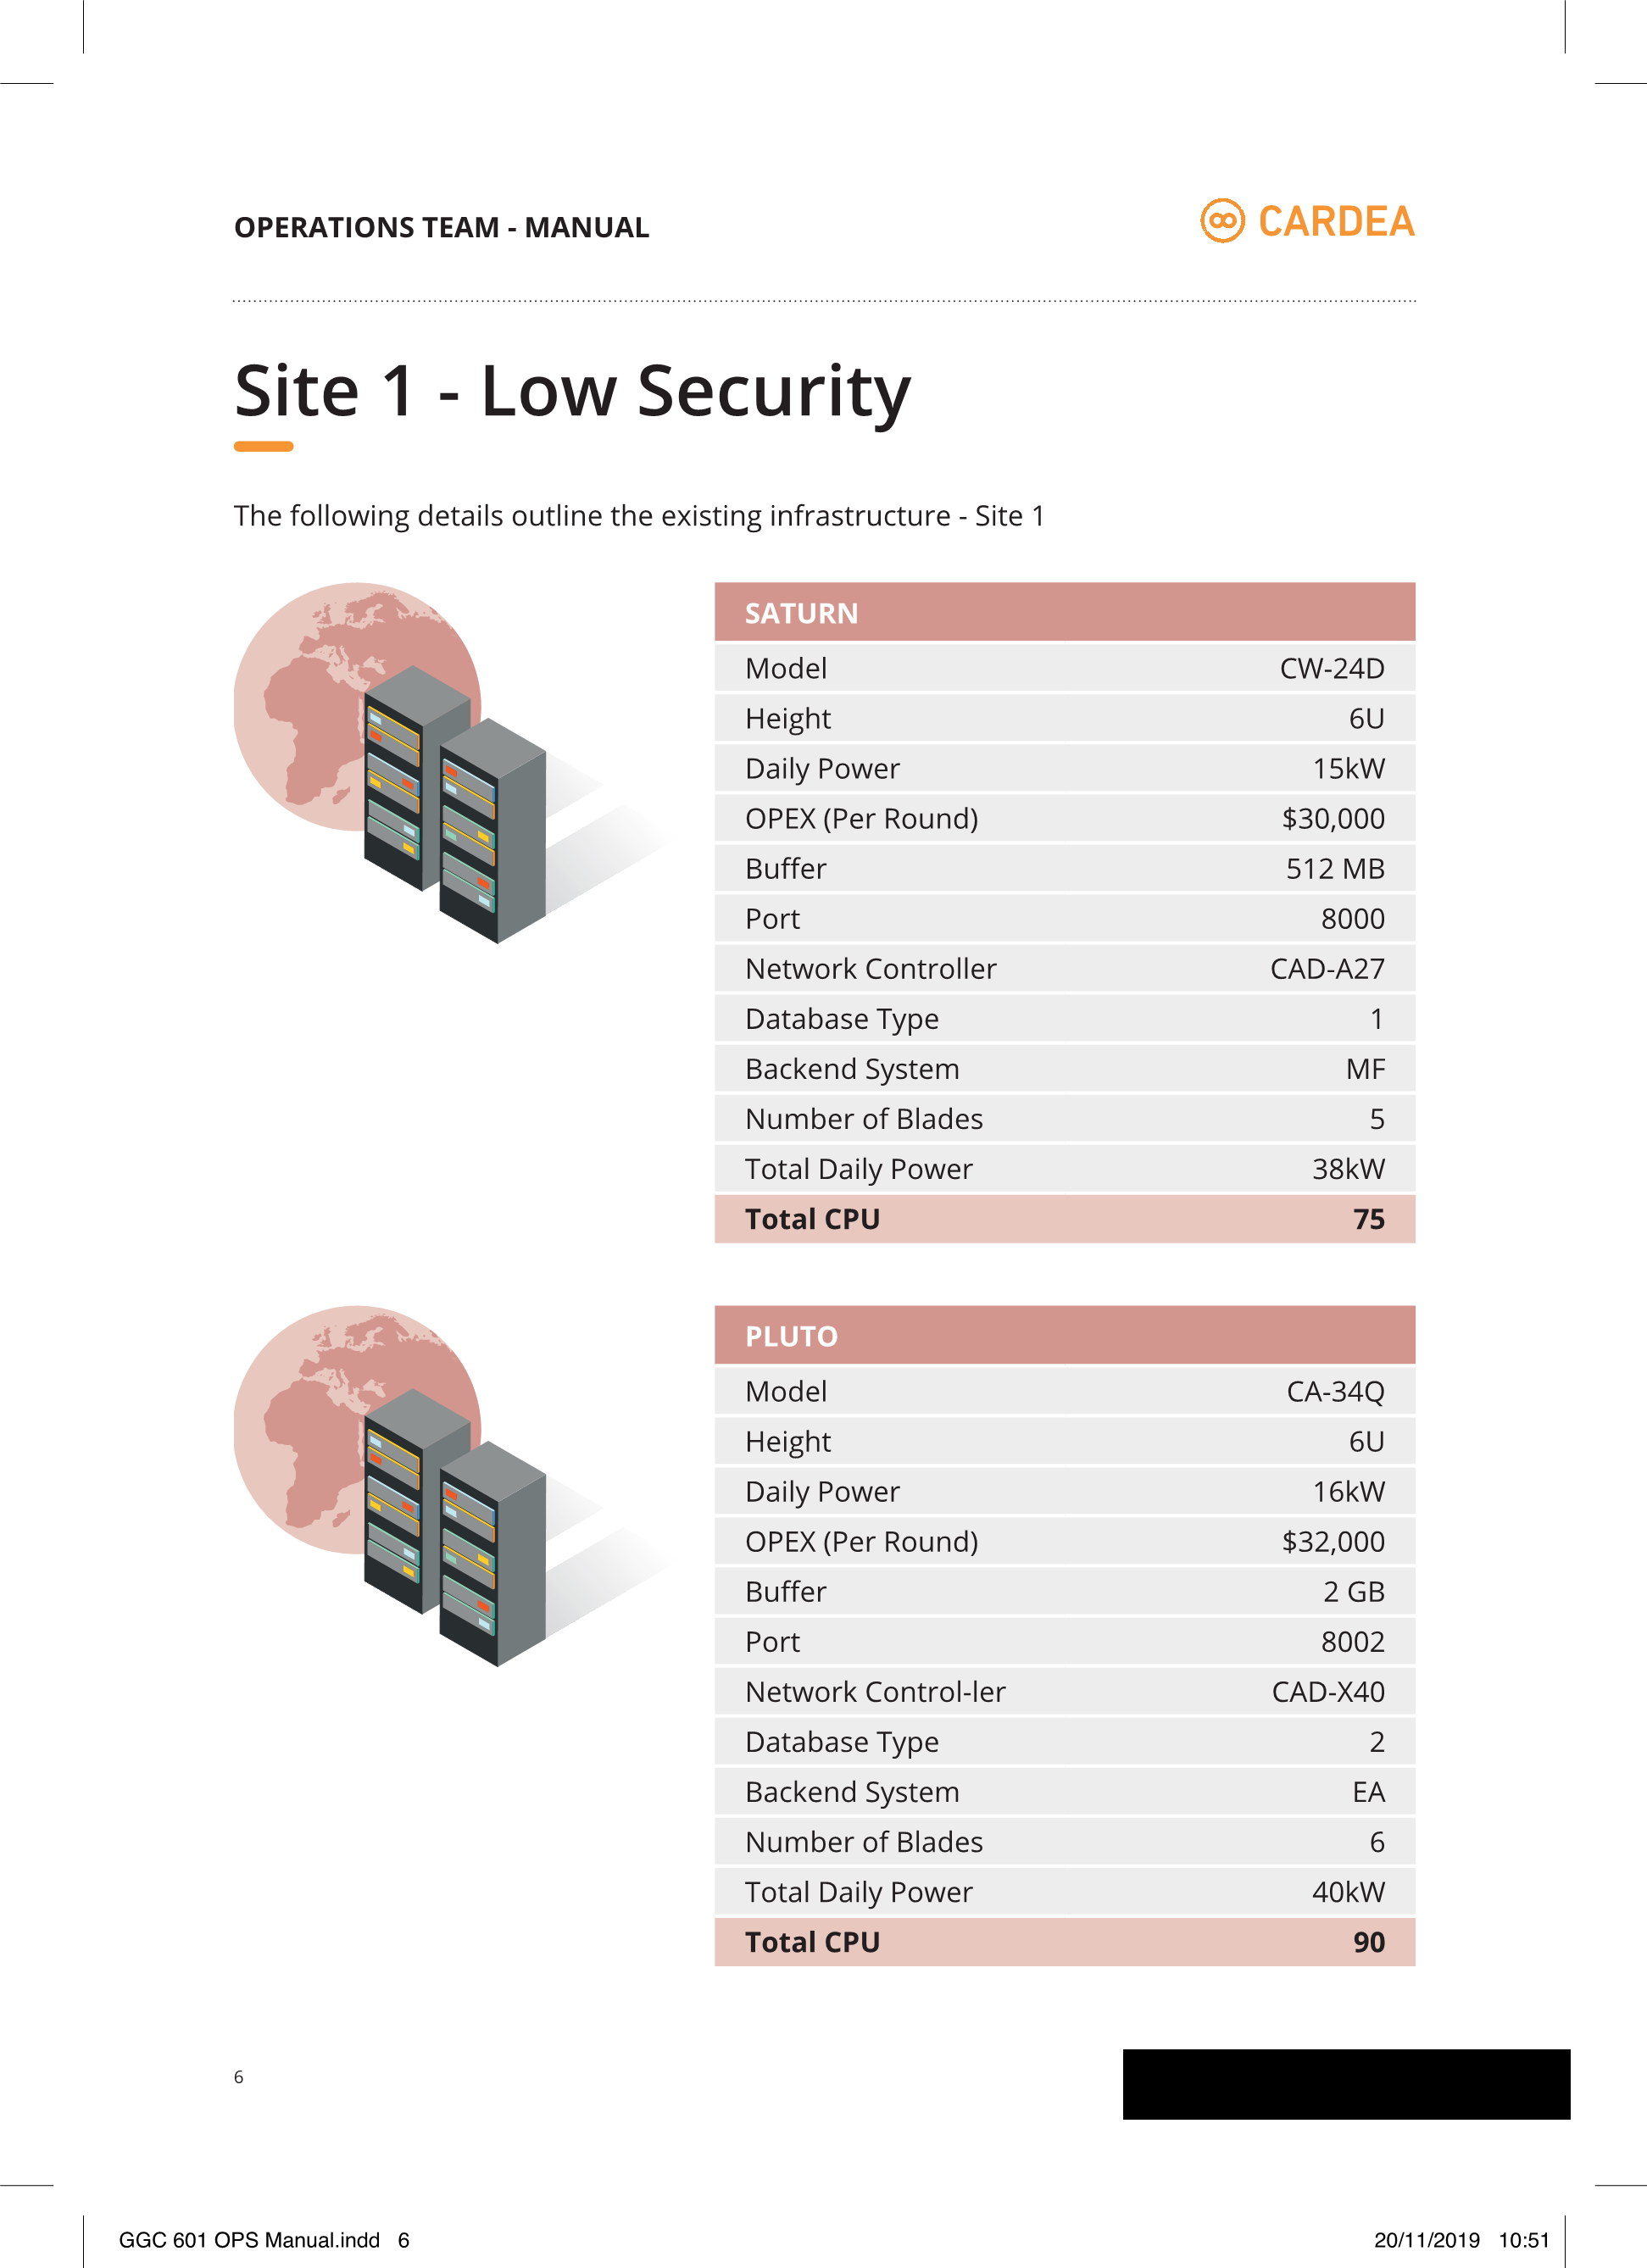 OPERATIONS TEAM - MANUAL
CARDEA
Site 1 - Low Security
The following details outline the existing infrastructure - Site 1
SATURN
Model CW-24D
Height 6U
Daily Power 15kW
OPEX (Per Round) $30,000
Buffer 512 MB
Port 8000
Network Controller CAD-A27
Database Type 1
Backend System MF
Number of Blades 5
Total Daily Power 38kW
Total CPU 75
PLUTO
Model CA-34Q
Height 6U
Daily Power 16kW
OPEX (Per Round) $32,000
Buffer 2 GB
Port 8002
Network Control-ler CAD-X40
Database Type 2
Backend System EA
Number of Blades 6
Total Daily Power 40kW
Total CPU 90
6
GGC 601 OPS Manual.indd 6 20/11/2019 10:51